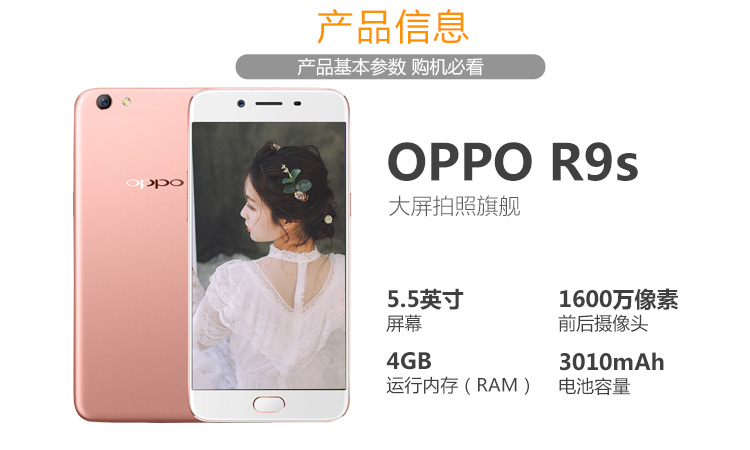 产品信息
产品基本参数 购机必看
oppo
OPPO R9s
大屏拍照旗舰
5.5英寸
屏幕
1600万像素
前后摄像头
4GB
运行内存（RAM）
3010mAh
电池容量